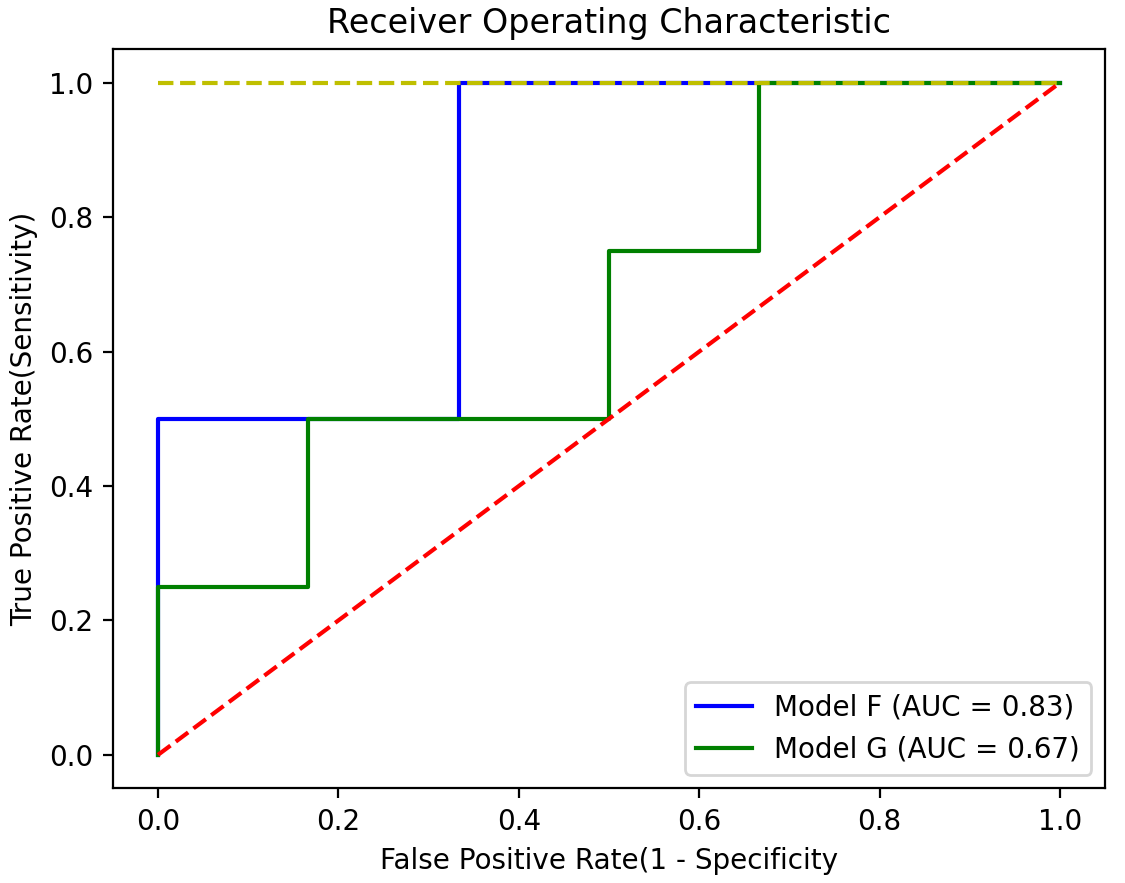 Receiver Operating Characteristic
True Positive Rate(Sensitivity)
1.0
0.8
0.6
0.4
0.2
0.0
Model F (AUC = 0.83)
Model G (AUC = 0.67)
0.0 0.2 0.4 0.6 0.8 1.0
False Positive Rate(1 - Specificity